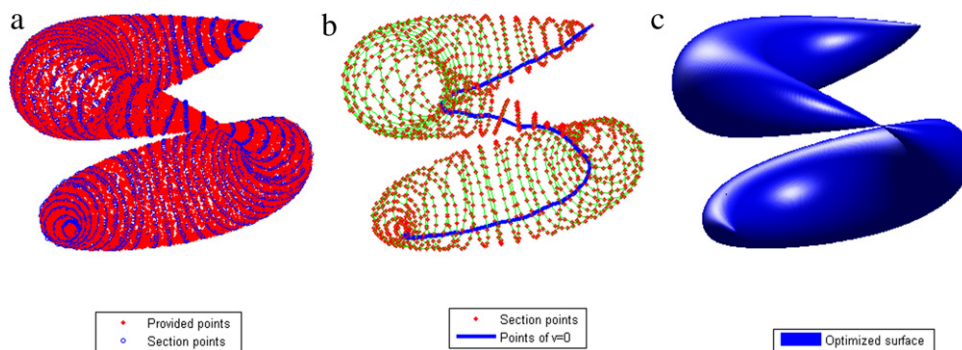 a
b
c
Provided points
Section points
Section points
Points of v=0
Optimized surface